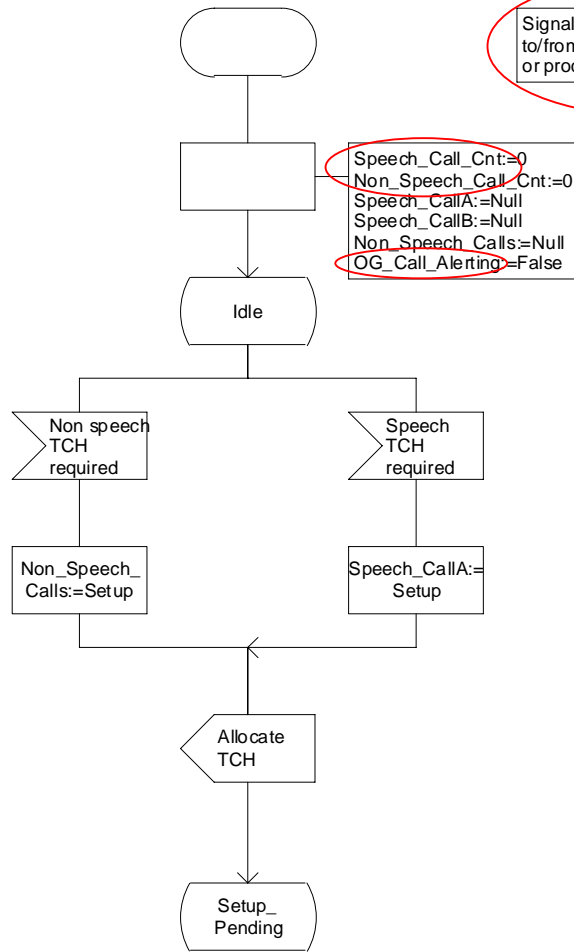 Signal
to/from
or proc
Speech_Call_Cnt:=0
Non_Speech_Call_Cnt:=0
Speech_CallA:=Null
Speech_CallB:=Null
Non_Speech_Calls:=Null
OG_Call_Alerting:=False
Idle
Non speech
TCH
required
Speech
TCH
required
Non_Speech_
Calls:=Setup
Speech_CallA:=
Setup
Allocate
TCH
Setup_
Pending